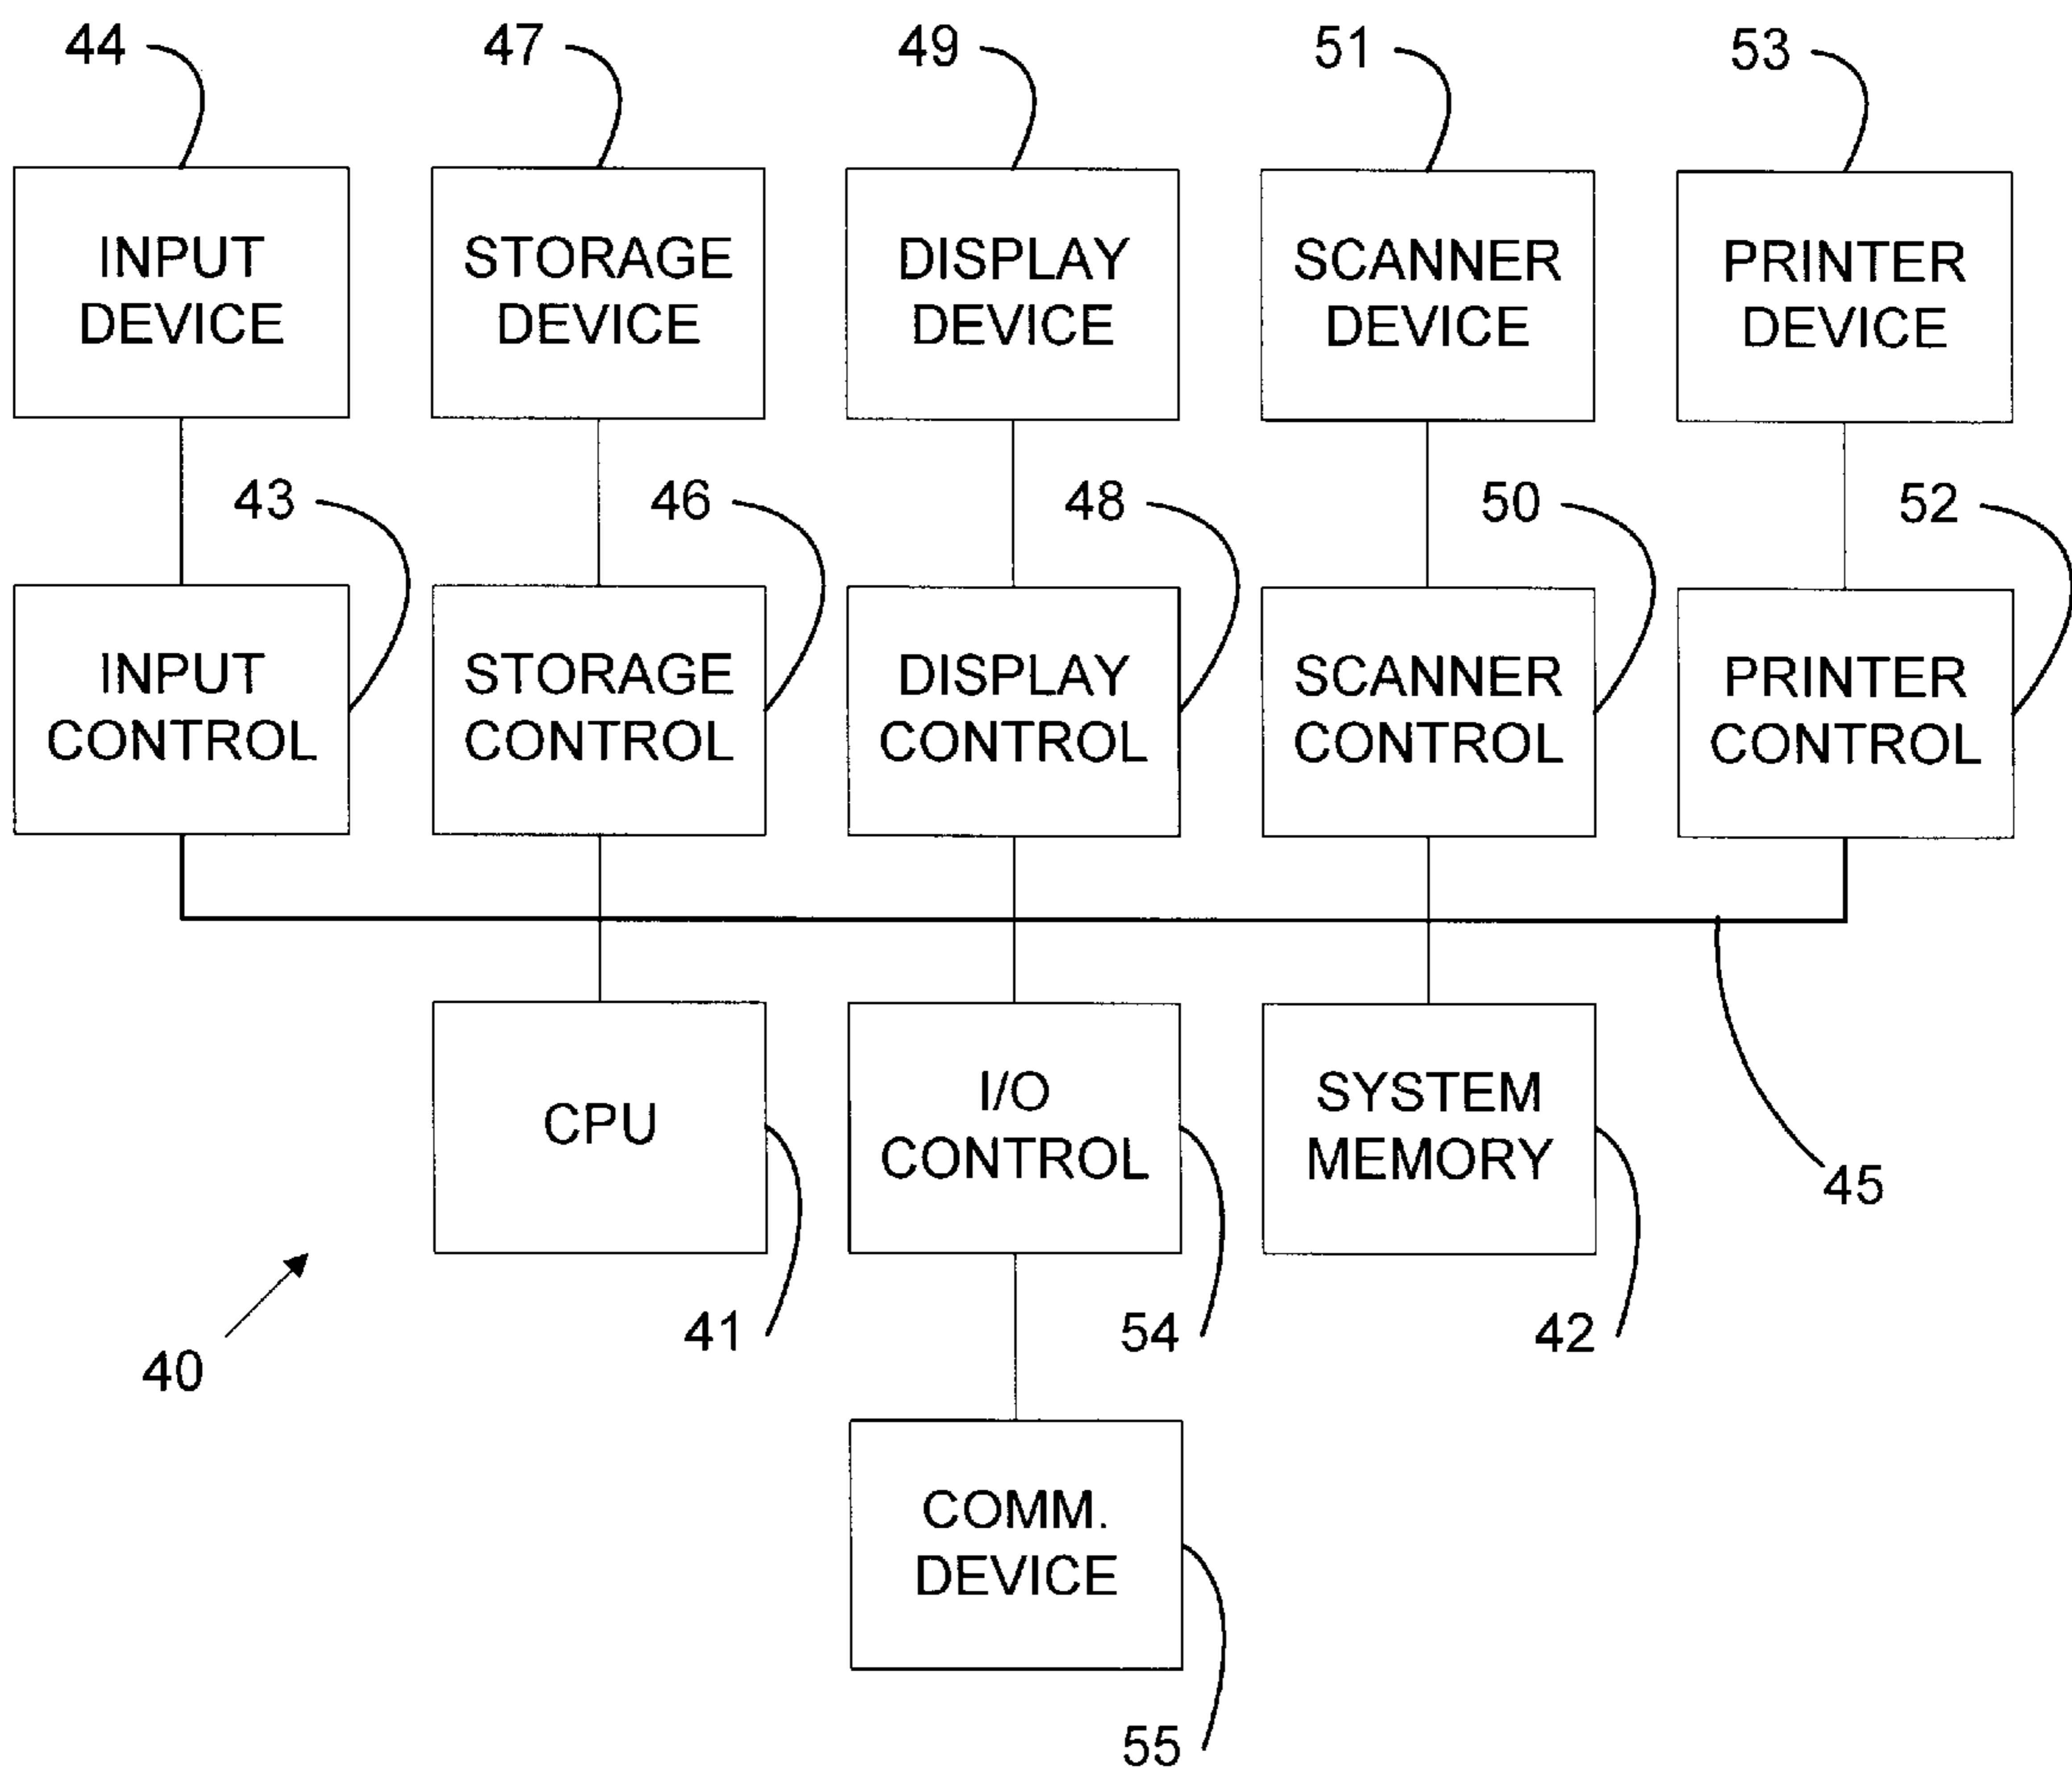 44
47
49
51
53
INPUT
DEVICE
STORAGE
DEVICE
DISPLAY
DEVICE
SCANNER
DEVICE
PRINTER
DEVICE
43
46
48
50
52
INPUT
CONTROL
STORAGE
CONTROL
DISPLAY
CONTROL
SCANNER
CONTROL
PRINTER
CONTROL
CPU
I/O
CONTROL
SYSTEM
MEMORY
45
40
41
54
42
COMM.
DEVICE
55